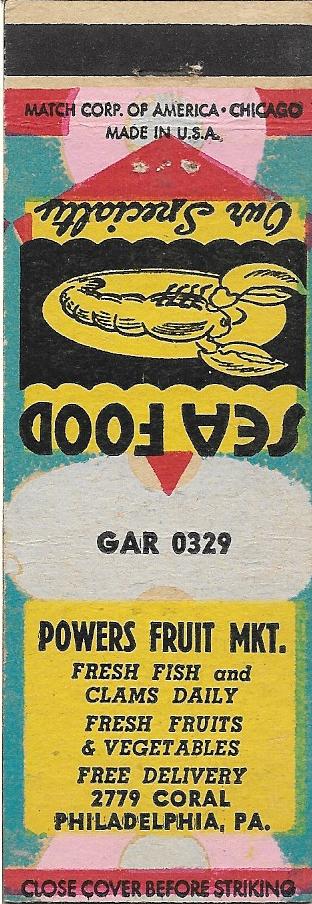 MATCH CORP. OF AMERICA • CHICAGO
MADE IN U.S.A.
SEA FOOD
Our Specialty
GAR 0329
POWERS FRUIT MKT.
FRESH FISH and
CLAMS DAILY
FRESH FRUITS
& VEGETABLES
FREE DELIVERY
2779 CORAL
PHILADELPHIA, PA.
CLOSE COVER BEFORE STRIKING